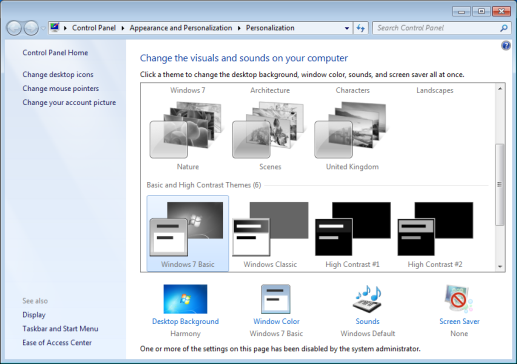 Control Panel ▸ Appearance and Personalization ▸ Personalization
Search Control Panel
Control Panel Home
Change desktop icons
Change mouse pointers
Change your account picture
See also
Display
Taskbar and Start Menu
Ease of Access Center
Change the visuals and sounds on your computer
Click a theme to change the desktop background, window color, sounds, and screen saver all at once.
Windows 7 Architecture Characters Landscapes
Nature Scenes United Kingdom
Basic and High Contrast Themes (6)
Windows 7 Basic Windows Classic High Contrast #1 High Contrast #2
Desktop Background Window Color Sounds Screen Saver
Harmony Windows 7 Basic Windows Default None
One or more of the settings on this page has been disabled by the system administrator.